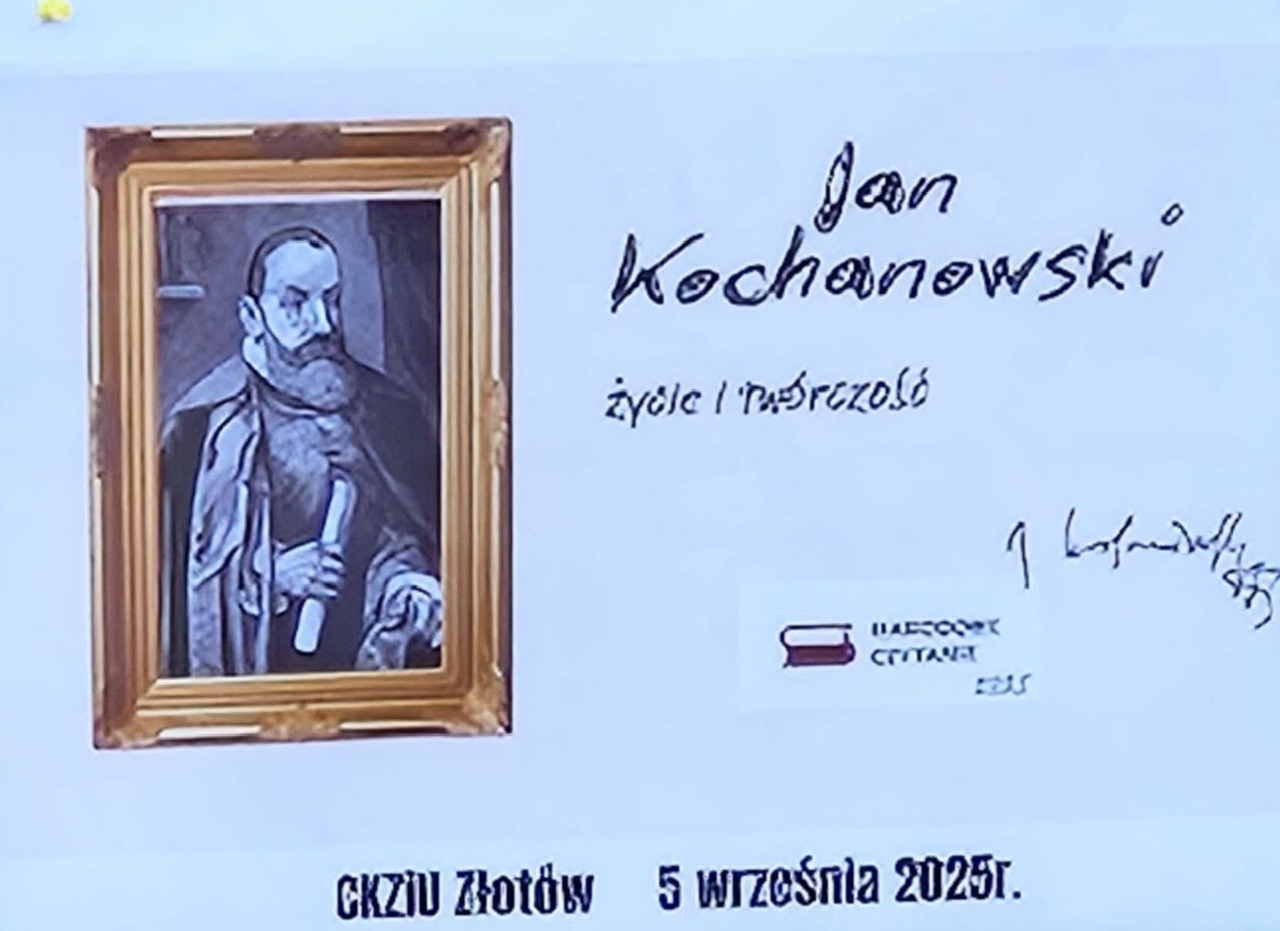 Jan
Kochanowski
życie i twórczość
NARODOWE
CZYTANIE
2025
CKZiU Złotów 5 września 2025r.